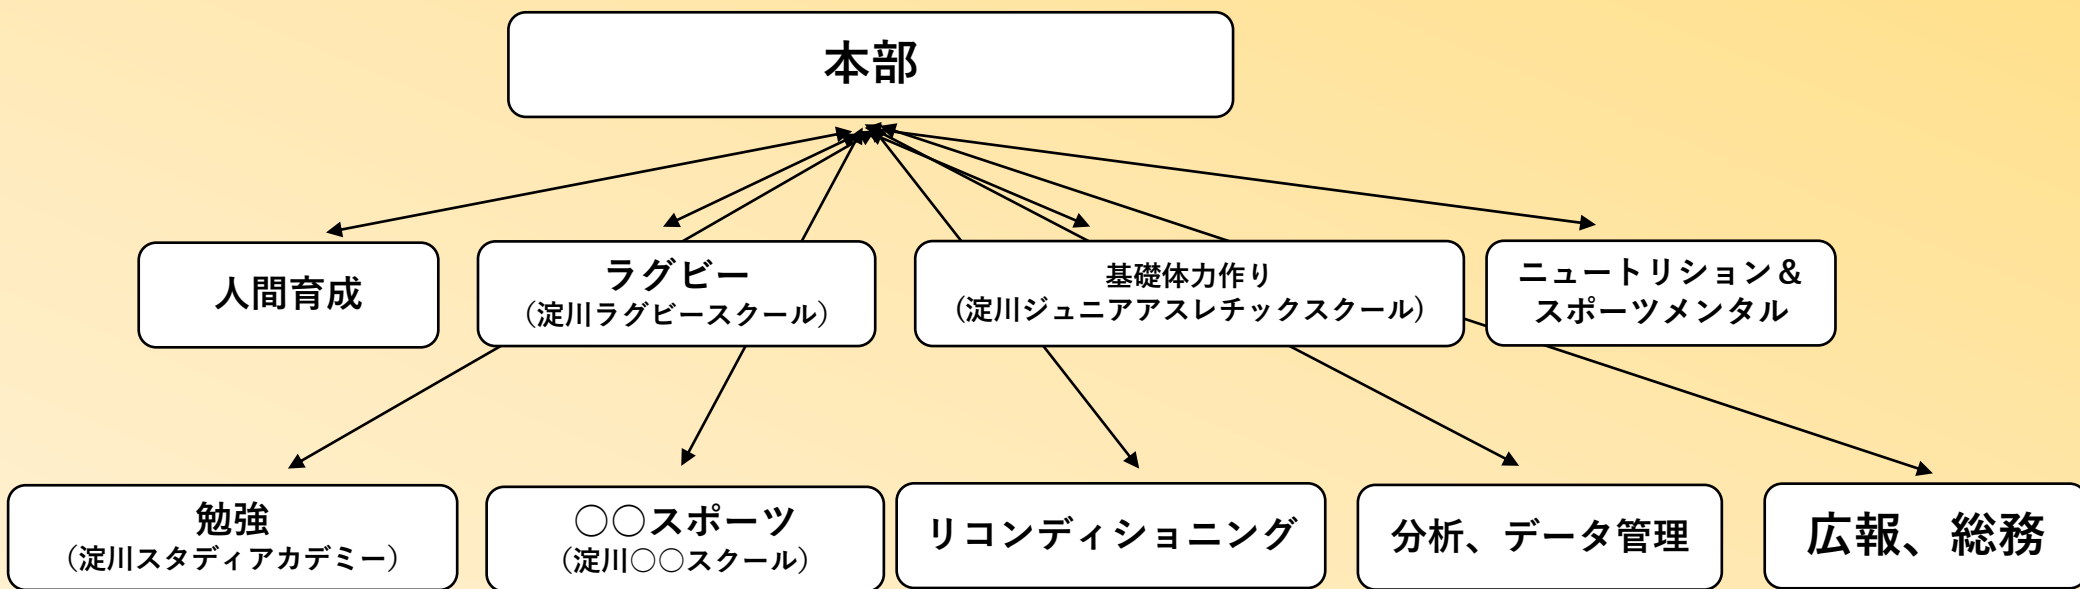 本部
人間育成
ラグビー
（淀川ラグビースクール）
基礎体力作り
（淀川ジュニアアスレチックスクール）
ニュートリション＆
スポーツメンタル
勉強
（淀川スタディアカデミー）
○○スポーツ
（淀川○○スクール）
リコンディショニング
分析、データ管理
広報、総務